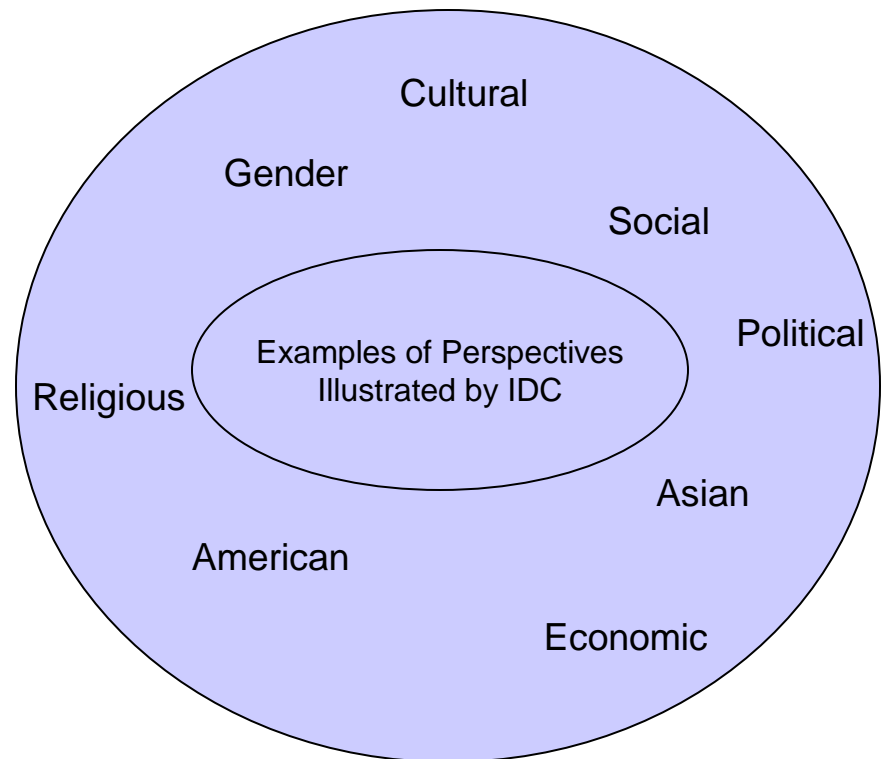 Cultural
Gender
Social
Political
Examples of Perspectives
Illustrated by IDC
Religious
Asian
American
Economic